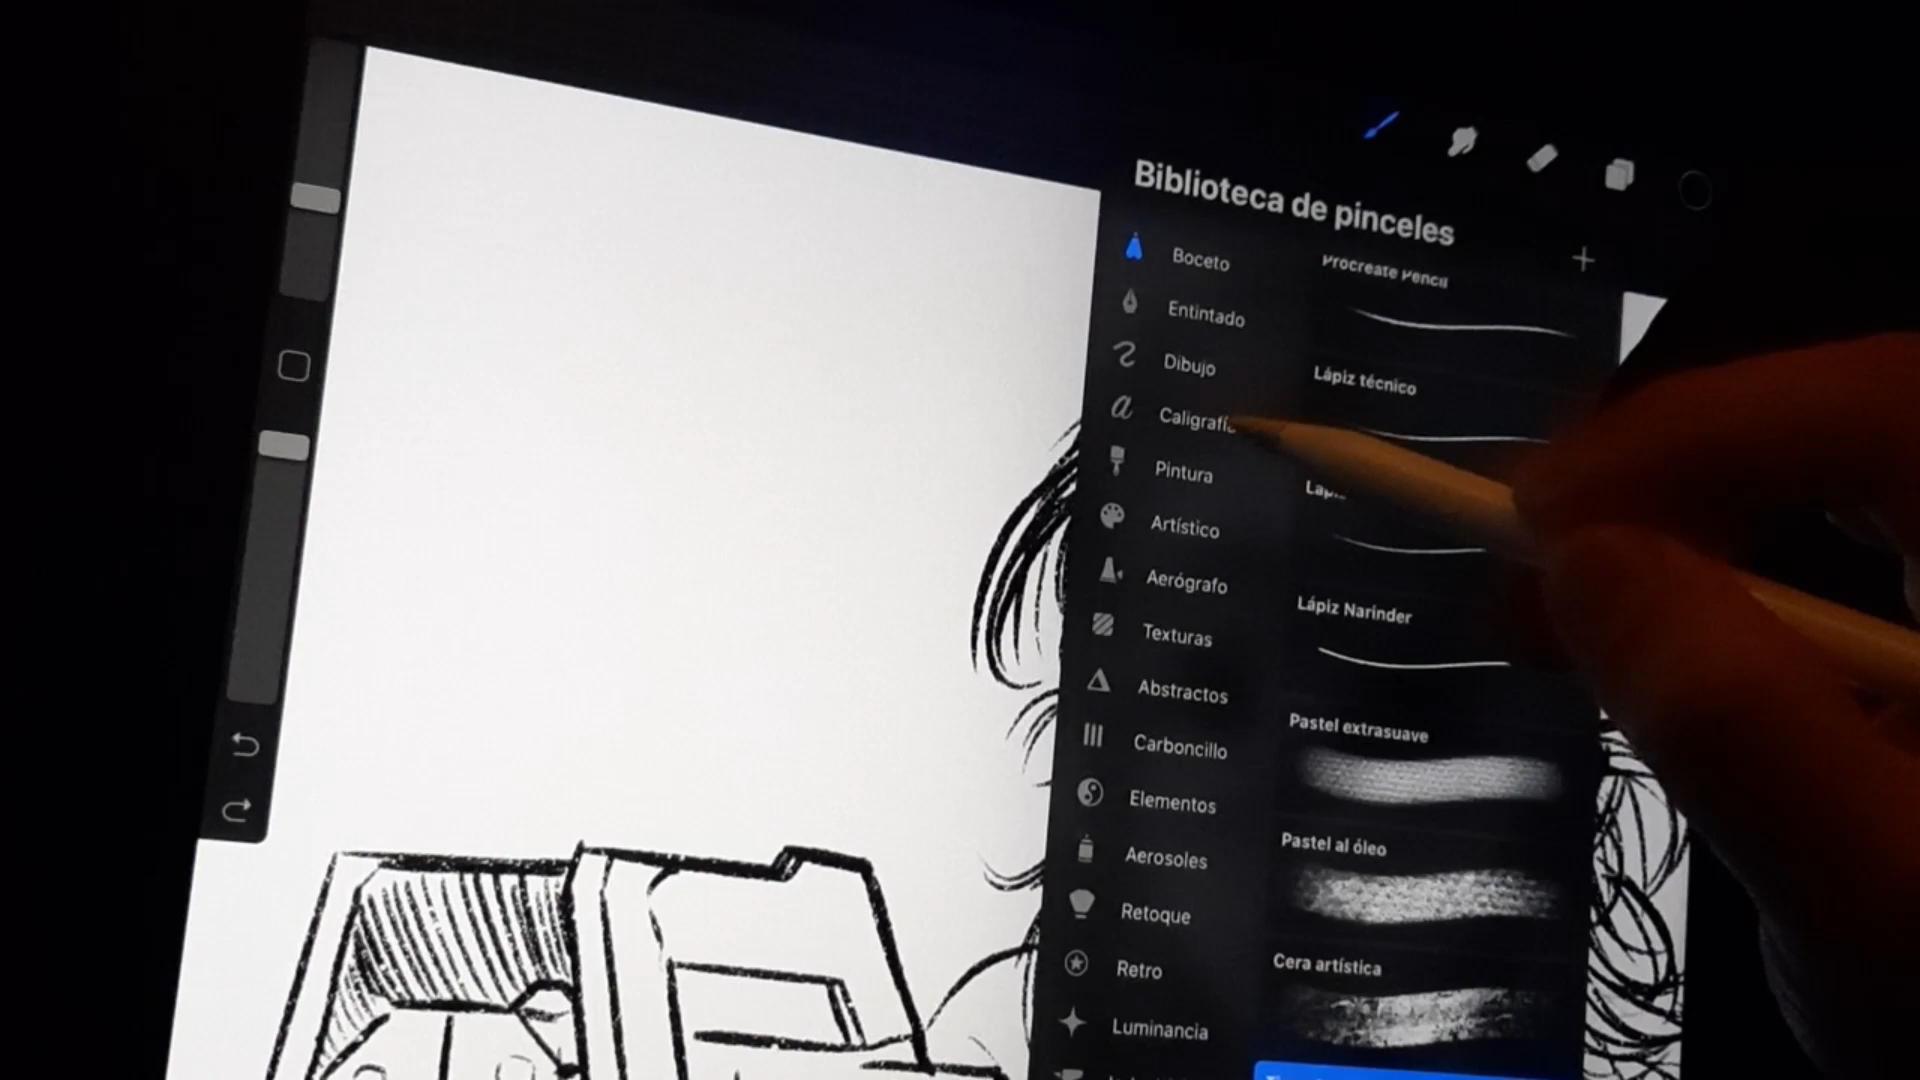 Biblioteca de pinceles
Boceto
Entintado
Dibujo
Caligrafía
Pintura
Artístico
Aerógrafo
Texturas
Abstractos
Carboncillo
Elementos
Aerosoles
Retoque
Retro
Luminancia
Procreate Pencil
Lápiz técnico
Lápiz Narinder
Pastel extrasuave
Pastel al óleo
Cera artística